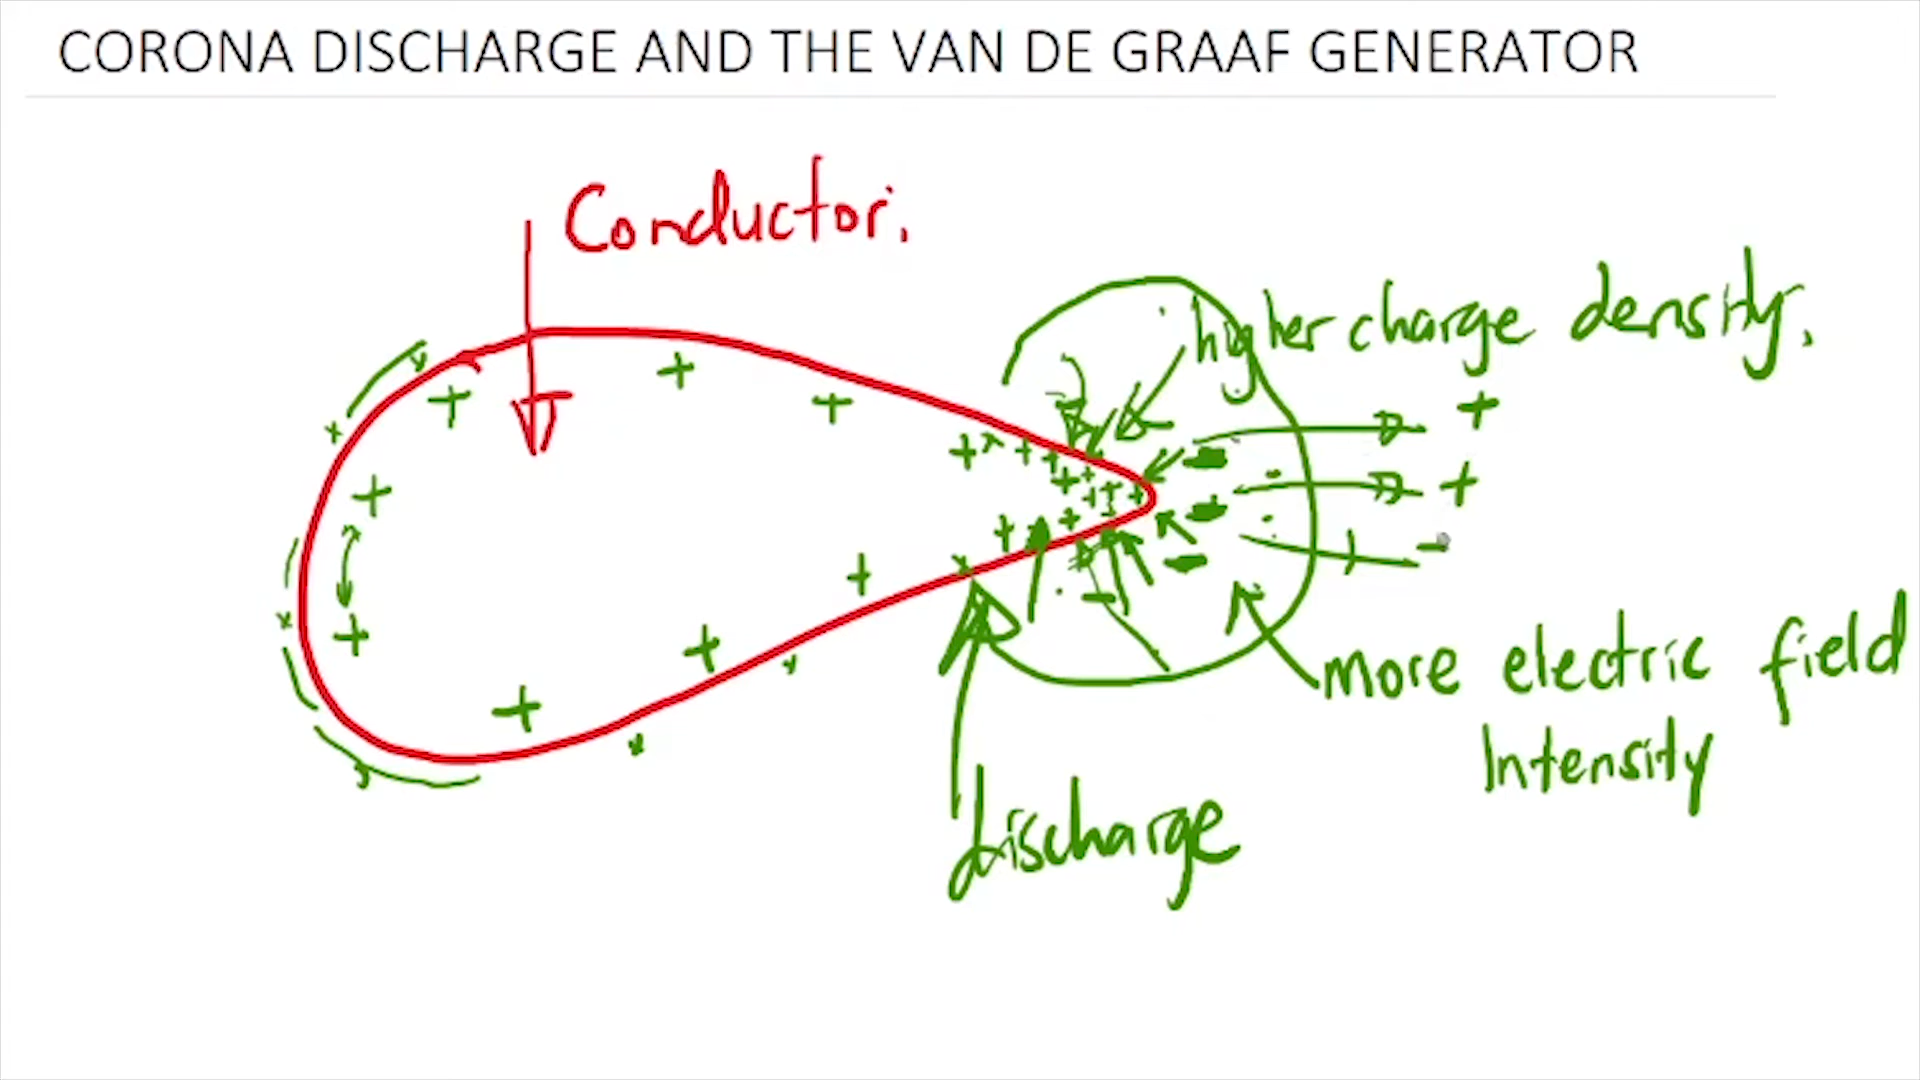 CORONA DISCHARGE AND THE VAN DE GRAAF GENERATOR
Conductor.
higher charge density.
more electric field
Intensity
discharge